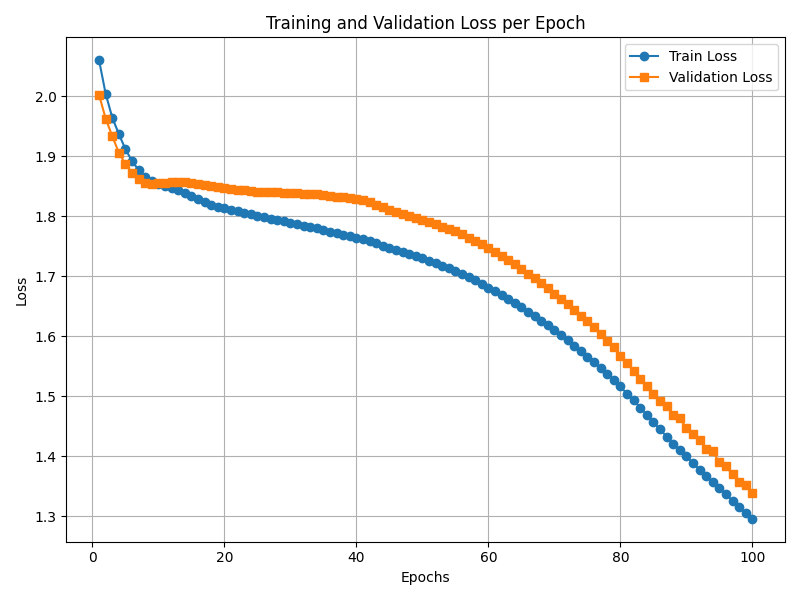 Training and Validation Loss per Epoch
Train Loss
Validation Loss
2.0
1.9
1.8
1.7
1.6
1.5
1.4
1.3
Loss
0 20 40 60 80 100
Epochs